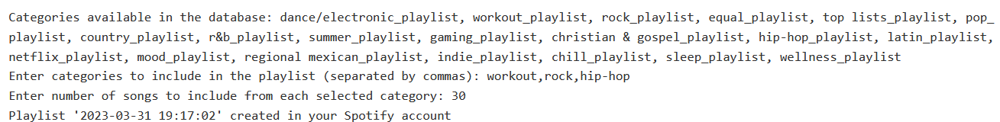 Categories available in the database: dance/electronic_playlist, workout_playlist, rock_playlist, equal_playlist, top lists_playlist, pop_
playlist, country_playlist, r&b_playlist, summer_playlist, gaming_playlist, christian & gospel_playlist, hip-hop_playlist, latin_playlist,
netflix_playlist, mood_playlist, regional mexican_playlist, indie_playlist, chill_playlist, sleep_playlist, wellness_playlist
Enter categories to include in the playlist (separated by commas): workout,rock,hip-hop
Enter number of songs to include from each selected category: 30
Playlist '2023-03-31 19:17:02' created in your Spotify account